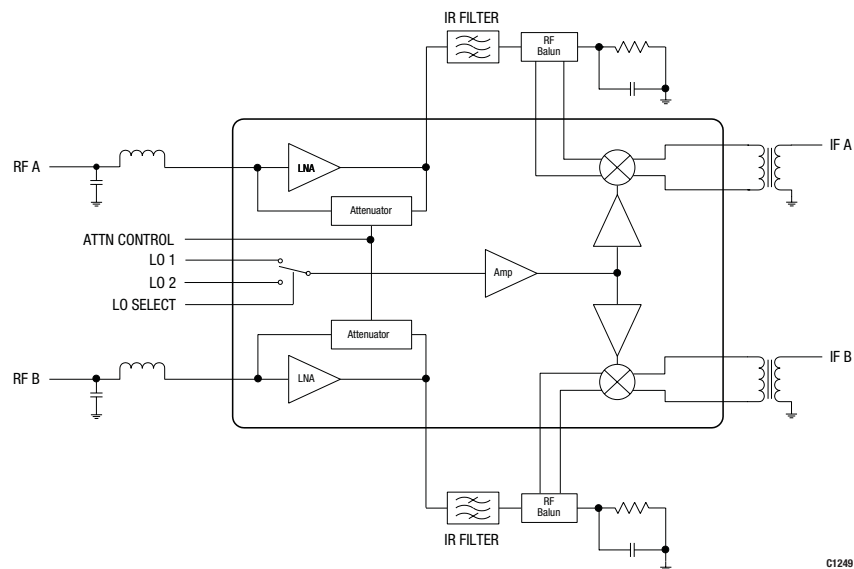 IR FILTER
RF
Balun
RF A
LNA
IF A
Attenuator
ATTN CONTROL
LO 1
Amp
LO 2
LO SELECT
Attenuator
RF B
LNA
IF B
RF
Balun
IR FILTER
C1249